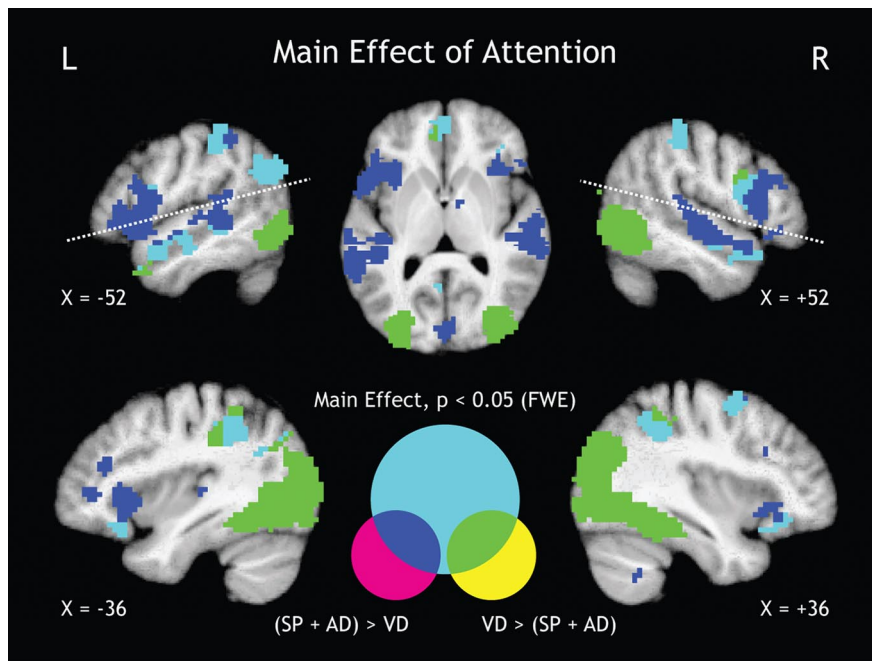 L
Main Effect of Attention
R
X = -52
X = +52
Main Effect, p < 0.05 (FWE)
X = -36
X = +36
(SP + AD) > VD
VD > (SP + AD)